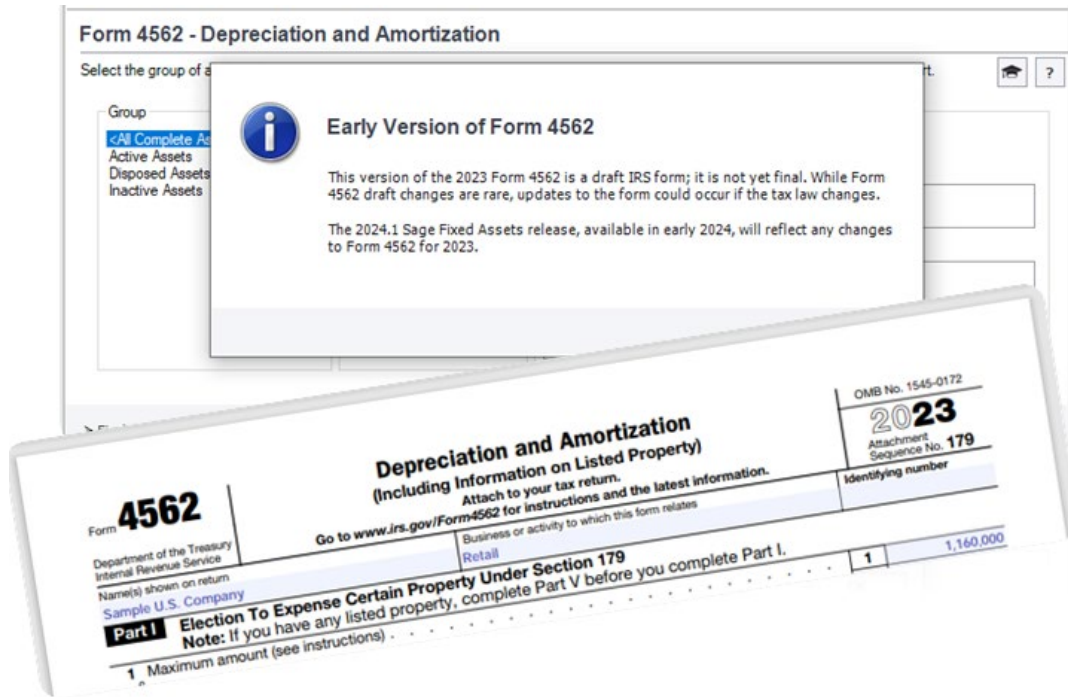 Form 4562 - Depreciation and Amortization
Select the group of a
rt.
?
Group
<All Complete As
Active Assets
Disposed Assets
Inactive Assets
Early Version of Form 4562
This version of the 2023 Form 4562 is a draft IRS form; it is not yet final. While Form
4562 draft changes are rare, updates to the form could occur if the tax law changes.
The 2024.1 Sage Fixed Assets release, available in early 2024, will reflect any changes
to Form 4562 for 2023.
Form 4562
Department of the Treasury
Internal Revenue Service
Depreciation and Amortization
(Including Information on Listed Property)
Attach to your tax return.
Go to www.irs.gov/Form4562 for instructions and the latest information.
OMB No. 1545-0172
2023
Attachment
Sequence No. 179
Name(s) shown on return
Sample U.S. Company
Business or activity to which this form relates
Retail
Identifying number
Part I Election To Expense Certain Property Under Section 179
Note: If you have any listed property, complete Part V before you complete Part I.
1 Maximum amount (see instructions) . . . . . . . . . . . . . . . . . . . . . . . 1 1,160,000